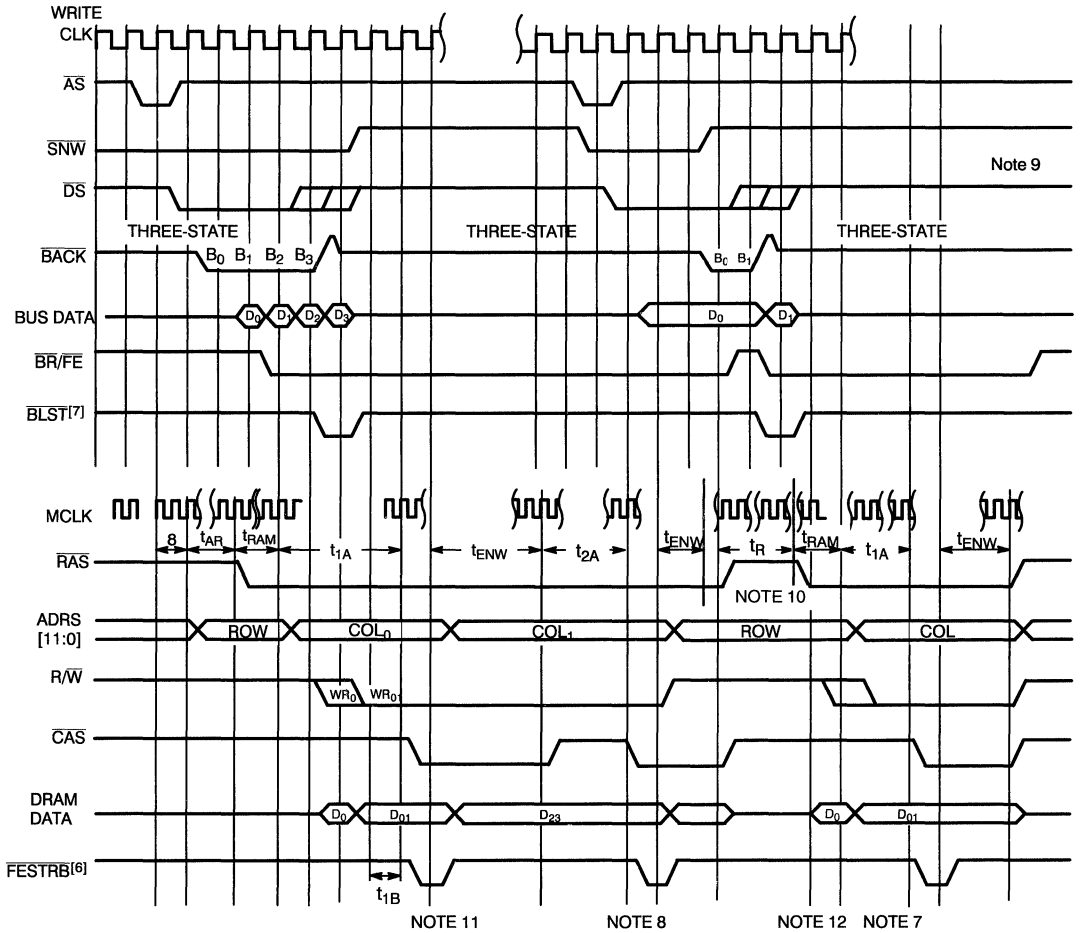 WRITE
CLK
AS
SNW
DS
Note 9
THREE-STATE THREE-STATE THREE-STATE
BACK B0 B1 B2 B3 B0 B1
BUS DATA D0 D1 D2 D3 D0 D1
BR/FE
BLST[7]
MCLK
8 tAR tRAM t1A tENW t2A tENW tR tRAM t1A tENW
RAS
NOTE 10
ADRS
[11:0]
ROW COL0 COL1 ROW COL
R/W WR0 WR01
CAS
DRAM
DATA
D0 D01 D23 D0 D01
FESTRB[6]
t1B
NOTE 11 NOTE 8 NOTE 12 NOTE 7